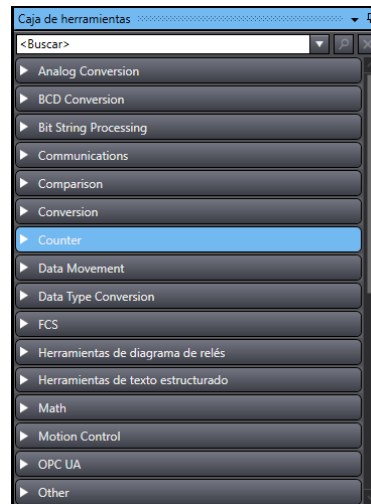 Caja de herramientas
<Buscar>
Analog Conversion
BCD Conversion
Bit String Processing
Communications
Comparison
Conversion
Counter
Data Movement
Data Type Conversion
FCS
Herramientas de diagrama de relés
Herramientas de texto estructurado
Math
Motion Control
OPC UA
Other